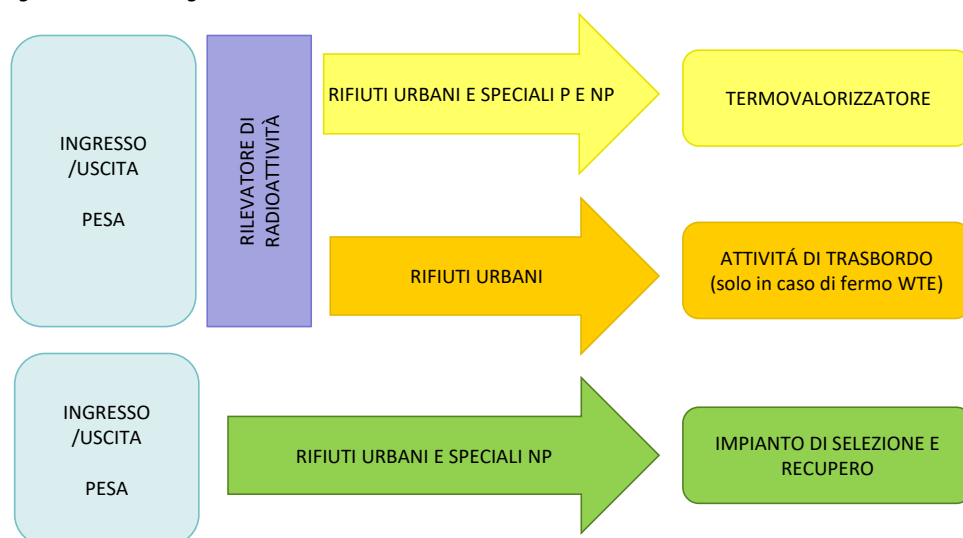 INGRESSO
/USCITA
PESA
RILEVATORE DI
RADIOATTIVITÀ
RIFIUTI URBANI E SPECIALI P E NP
TERMOVALORIZZATORE
RIFIUTI URBANI
ATTIVITÁ DI TRASBORDO
(solo in caso di fermo WTE)
INGRESSO
/USCITA
PESA
RIFIUTI URBANI E SPECIALI NP
IMPIANTO DI SELEZIONE E
RECUPERO